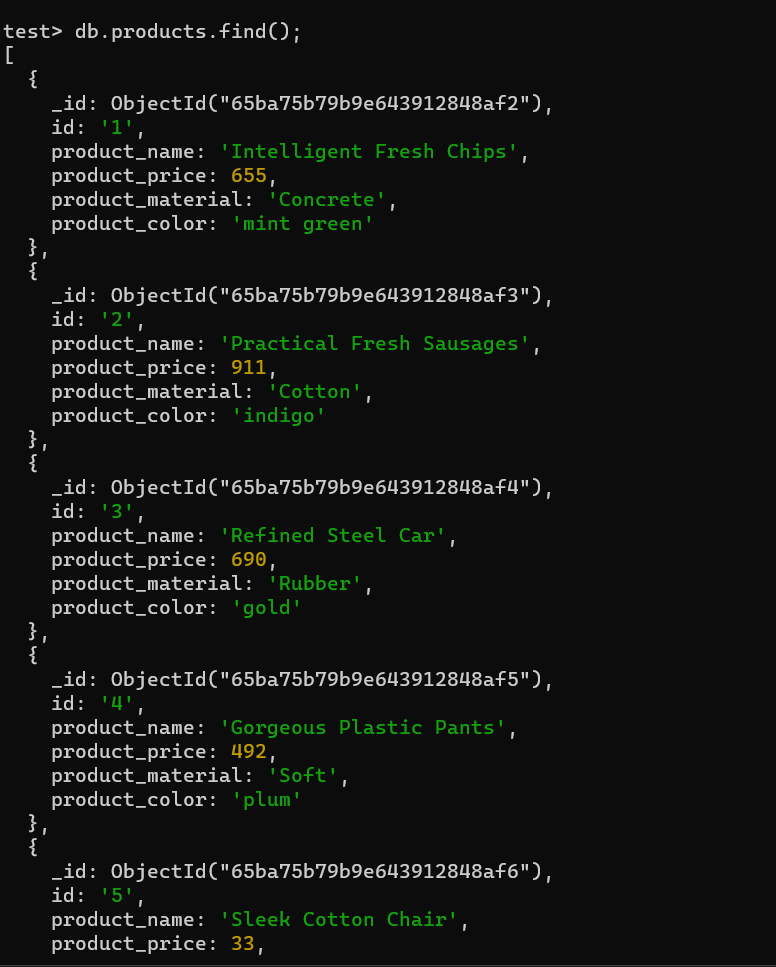 test> db.products.find();
[
  {
    _id: ObjectId("65ba75b79b9e643912848af2"),
    id: '1',
    product_name: 'Intelligent Fresh Chips',
    product_price: 655,
    product_material: 'Concrete',
    product_color: 'mint green'
  },
  {
    _id: ObjectId("65ba75b79b9e643912848af3"),
    id: '2',
    product_name: 'Practical Fresh Sausages',
    product_price: 911,
    product_material: 'Cotton',
    product_color: 'indigo'
  },
  {
    _id: ObjectId("65ba75b79b9e643912848af4"),
    id: '3',
    product_name: 'Refined Steel Car',
    product_price: 690,
    product_material: 'Rubber',
    product_color: 'gold'
  },
  {
    _id: ObjectId("65ba75b79b9e643912848af5"),
    id: '4',
    product_name: 'Gorgeous Plastic Pants',
    product_price: 492,
    product_material: 'Soft',
    product_color: 'plum'
  },
  {
    _id: ObjectId("65ba75b79b9e643912848af6"),
    id: '5',
    product_name: 'Sleek Cotton Chair',
    product_price: 33,